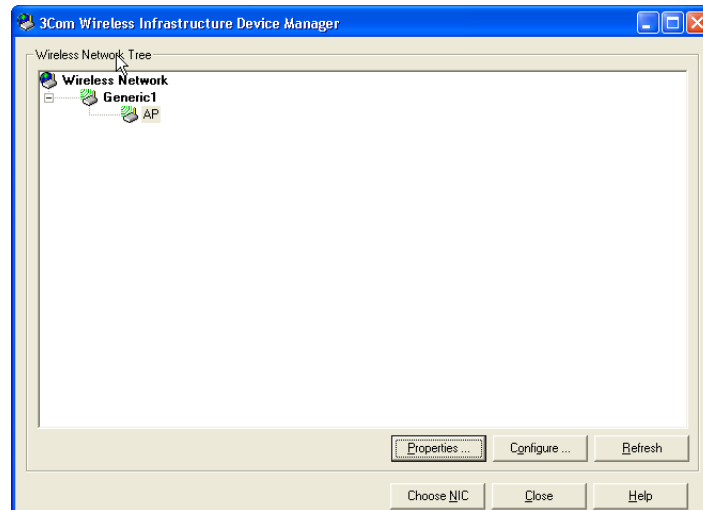 3Com Wireless Infrastructure Device Manager
Wireless Network Tree
Wireless Network
Generic1
AP
Properties ... Configure ... Refresh
Choose NIC Close Help